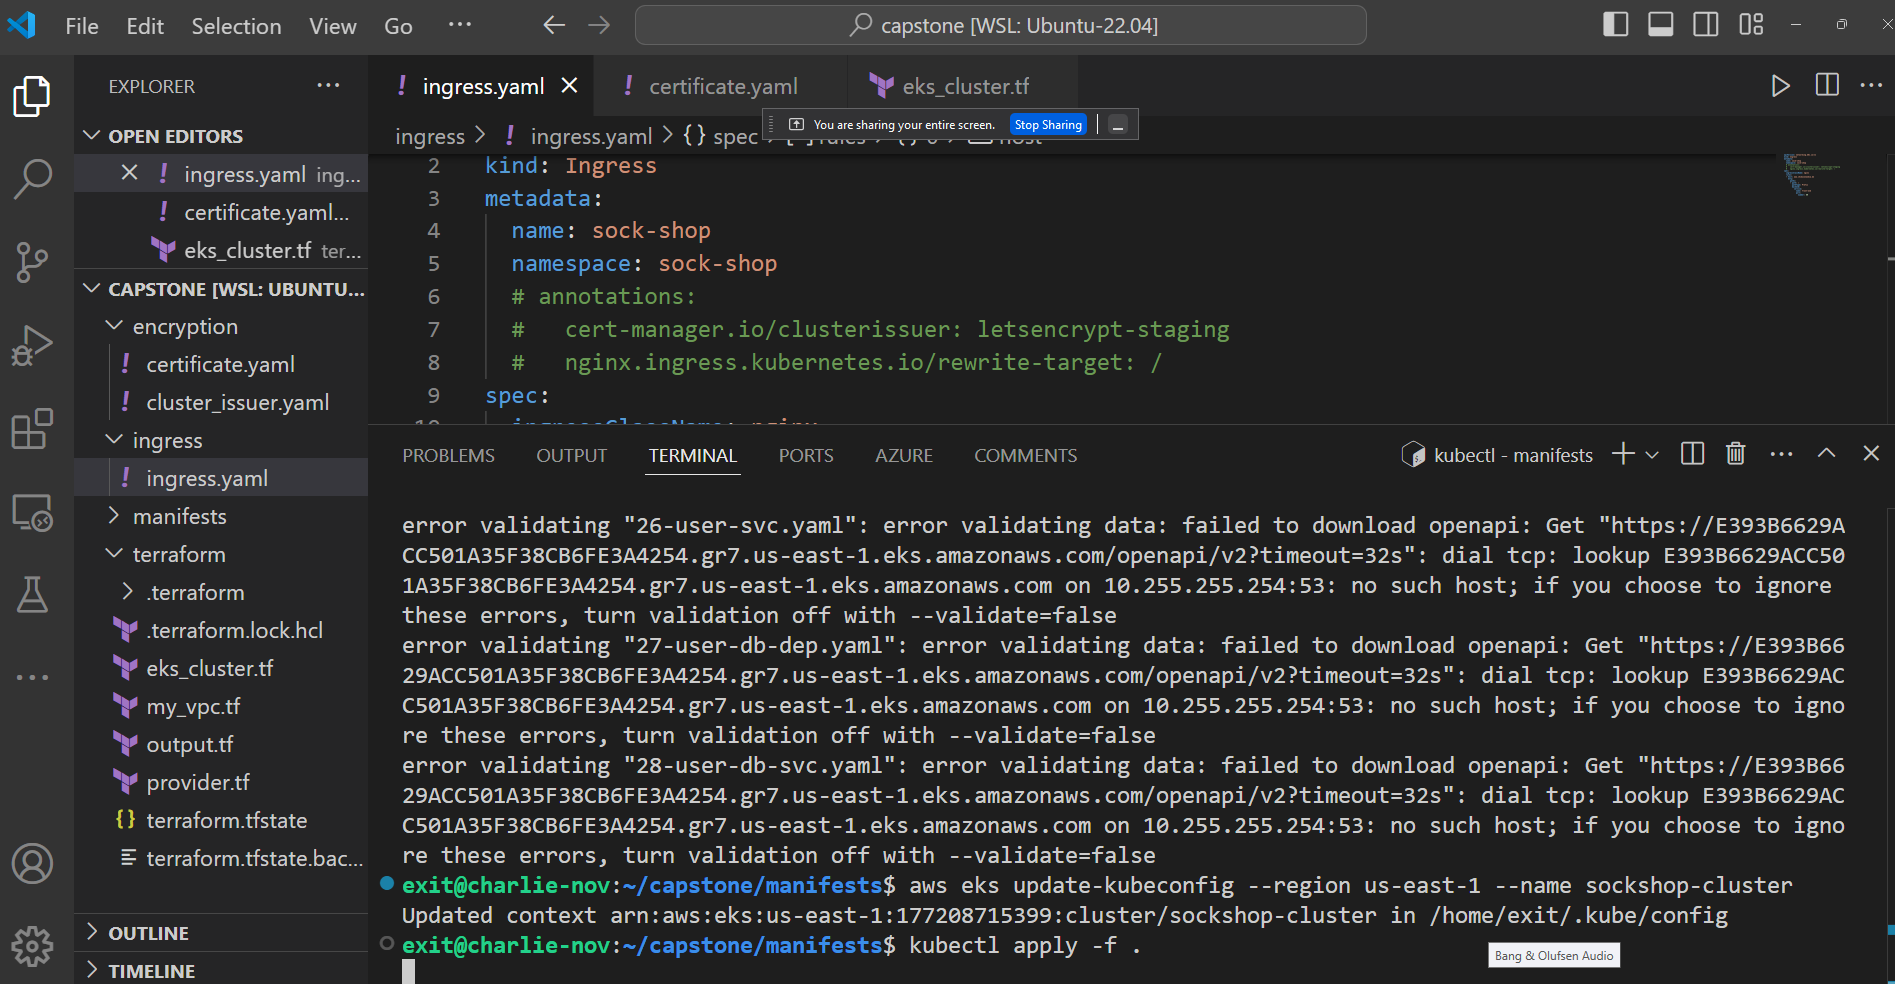 File Edit Selection View Go ··· capstone [WSL: Ubuntu-22.04]
EXPLORER ···
OPEN EDITORS
ingress.yaml ing...
certificate.yaml...
eks_cluster.tf ter...
CAPSTONE [WSL: UBUNTU...
encryption
certificate.yaml
cluster_issuer.yaml
ingress
ingress.yaml
manifests
terraform
.terraform
.terraform.lock.hcl
eks_cluster.tf
my_vpc.tf
output.tf
provider.tf
terraform.tfstate
terraform.tfstate.bac...
OUTLINE
TIMELINE
ingress.yaml certificate.yaml eks_cluster.tf
ingress > ! ingress.yaml > {} spec
You are sharing your entire screen. Stop Sharing
2 kind: Ingress
3 metadata:
4 name: sock-shop
5 namespace: sock-shop
6 # annotations:
7 # cert-manager.io/clusterissuer: letsencrypt-staging
8 # nginx.ingress.kubernetes.io/rewrite-target: /
9 spec:
PROBLEMS OUTPUT TERMINAL PORTS AZURE COMMENTS kubectl - manifests
error validating "26-user-svc.yaml": error validating data: failed to download openapi: Get "https://E393B6629A
CC501A35F38CB6FE3A4254.gr7.us-east-1.eks.amazonaws.com/openapi/v2?timeout=32s": dial tcp: lookup E393B6629ACC50
1A35F38CB6FE3A4254.gr7.us-east-1.eks.amazonaws.com on 10.255.255.254:53: no such host; if you choose to ignore
these errors, turn validation off with --validate=false
error validating "27-user-db-dep.yaml": error validating data: failed to download openapi: Get "https://E393B66
29ACC501A35F38CB6FE3A4254.gr7.us-east-1.eks.amazonaws.com/openapi/v2?timeout=32s": dial tcp: lookup E393B6629AC
C501A35F38CB6FE3A4254.gr7.us-east-1.eks.amazonaws.com on 10.255.255.254:53: no such host; if you choose to igno
re these errors, turn validation off with --validate=false
error validating "28-user-db-svc.yaml": error validating data: failed to download openapi: Get "https://E393B66
29ACC501A35F38CB6FE3A4254.gr7.us-east-1.eks.amazonaws.com/openapi/v2?timeout=32s": dial tcp: lookup E393B6629AC
C501A35F38CB6FE3A4254.gr7.us-east-1.eks.amazonaws.com on 10.255.255.254:53: no such host; if you choose to igno
re these errors, turn validation off with --validate=false
exit@charlie-nov:~/capstone/manifests$ aws eks update-kubeconfig --region us-east-1 --name sockshop-cluster
Updated context arn:aws:eks:us-east-1:177208715399:cluster/sockshop-cluster in /home/exit/.kube/config
exit@charlie-nov:~/capstone/manifests$ kubectl apply -f .
Bang & Olufsen Audio